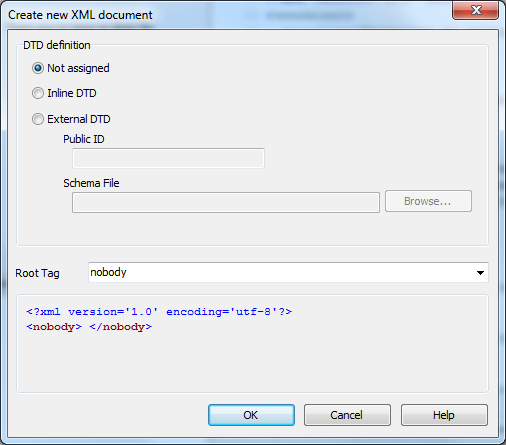 Create new XML document
DTD definition
Not assigned
Inline DTD
External DTD
Public ID
Schema File
Browse...
Root Tag
nobody
<?xml version='1.0' encoding='utf-8'?>
<nobody> </nobody>
OK
Cancel
Help